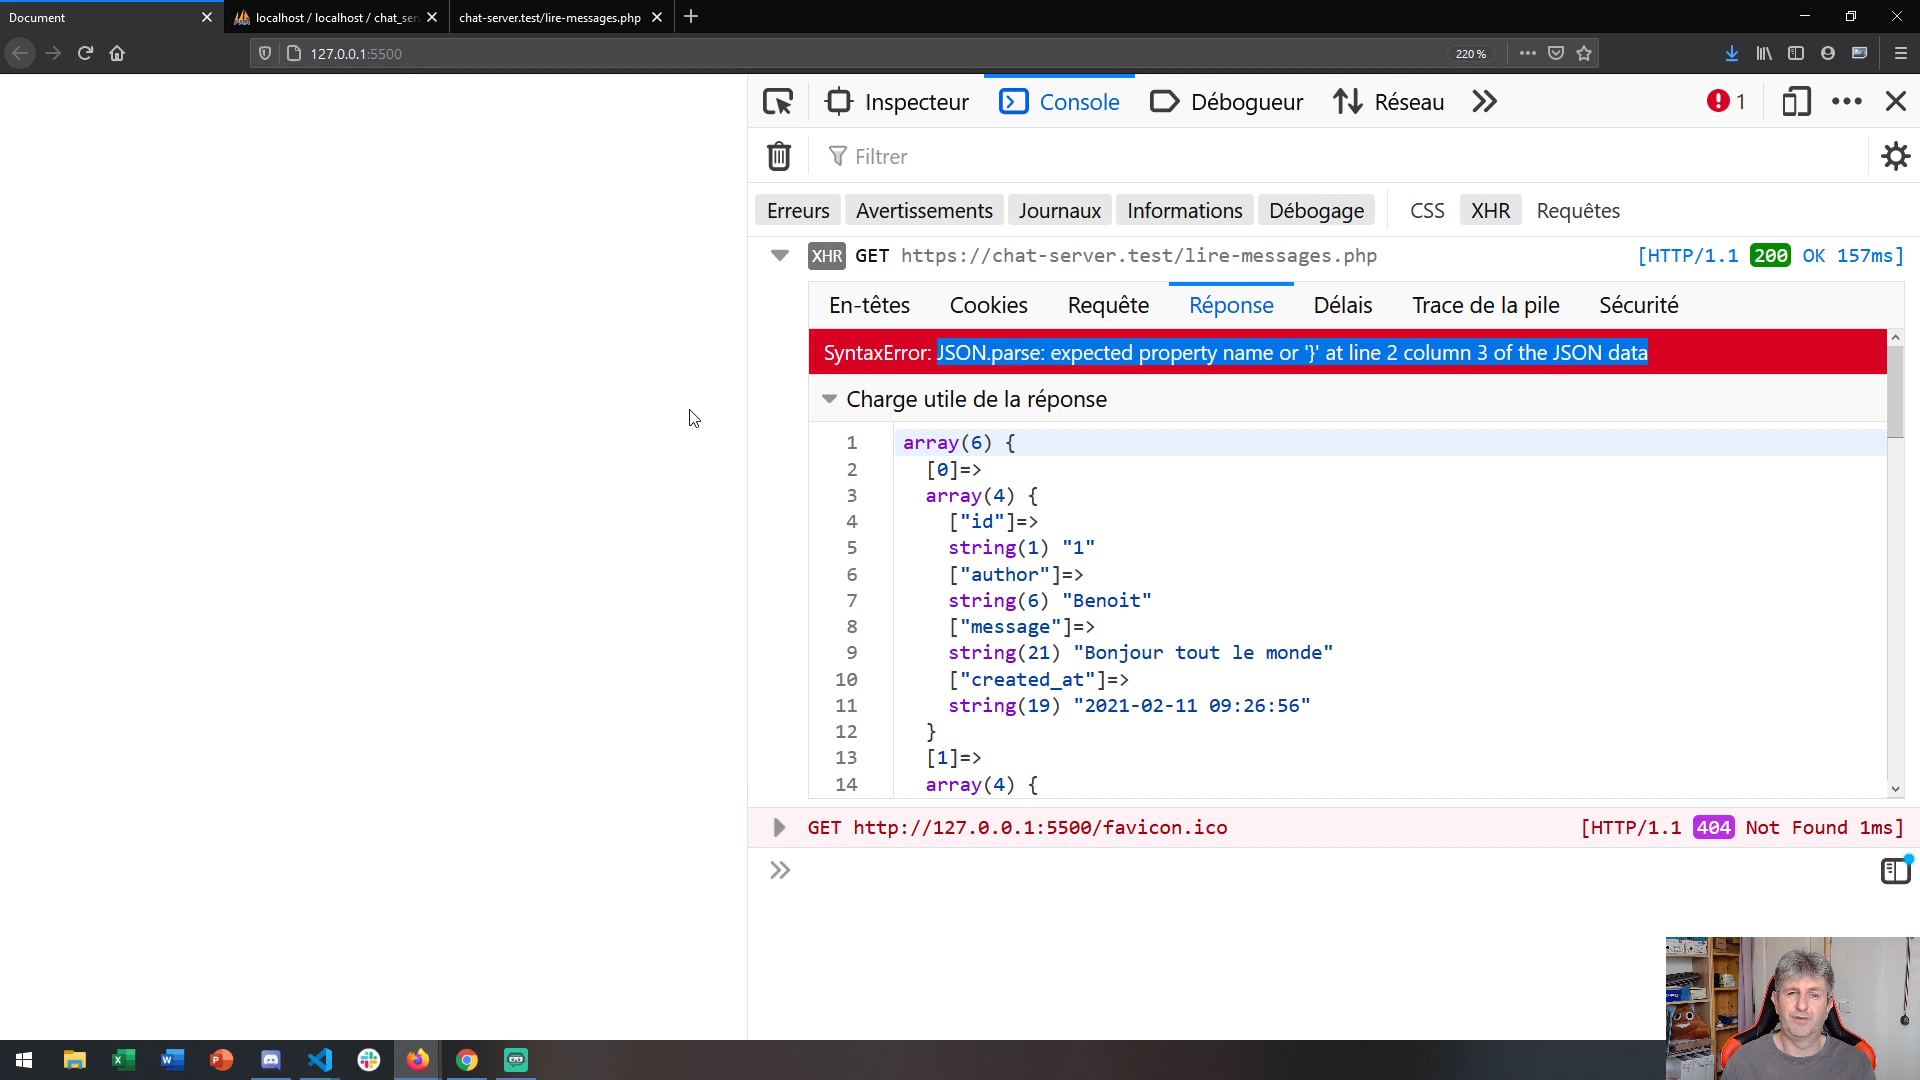 Document
localhost / localhost / chat_ser
chat-server.test/lire-messages.php
127.0.0.1:5500
220 %
Inspecteur
Console
Débogueur
Réseau
1
Filtrer
Erreurs
Avertissements
Journaux
Informations
Débogage
CSS
XHR
Requêtes
XHR GET https://chat-server.test/lire-messages.php [HTTP/1.1 200 OK 157ms]
En-têtes
Cookies
Requête
Réponse
Délais
Trace de la pile
Sécurité
SyntaxError: JSON.parse: expected property name or '}' at line 2 column 3 of the JSON data
Charge utile de la réponse
1 array(6) {
2 [0]=>
3 array(4) {
4 ["id"]=>
5 string(1) "1"
6 ["author"]=>
7 string(6) "Benoit"
8 ["message"]=>
9 string(21) "Bonjour tout le monde"
10 ["created_at"]=>
11 string(19) "2021-02-11 09:26:56"
12 }
13 [1]=>
14 array(4) {
GET http://127.0.0.1:5500/favicon.ico [HTTP/1.1 404 Not Found 1ms]